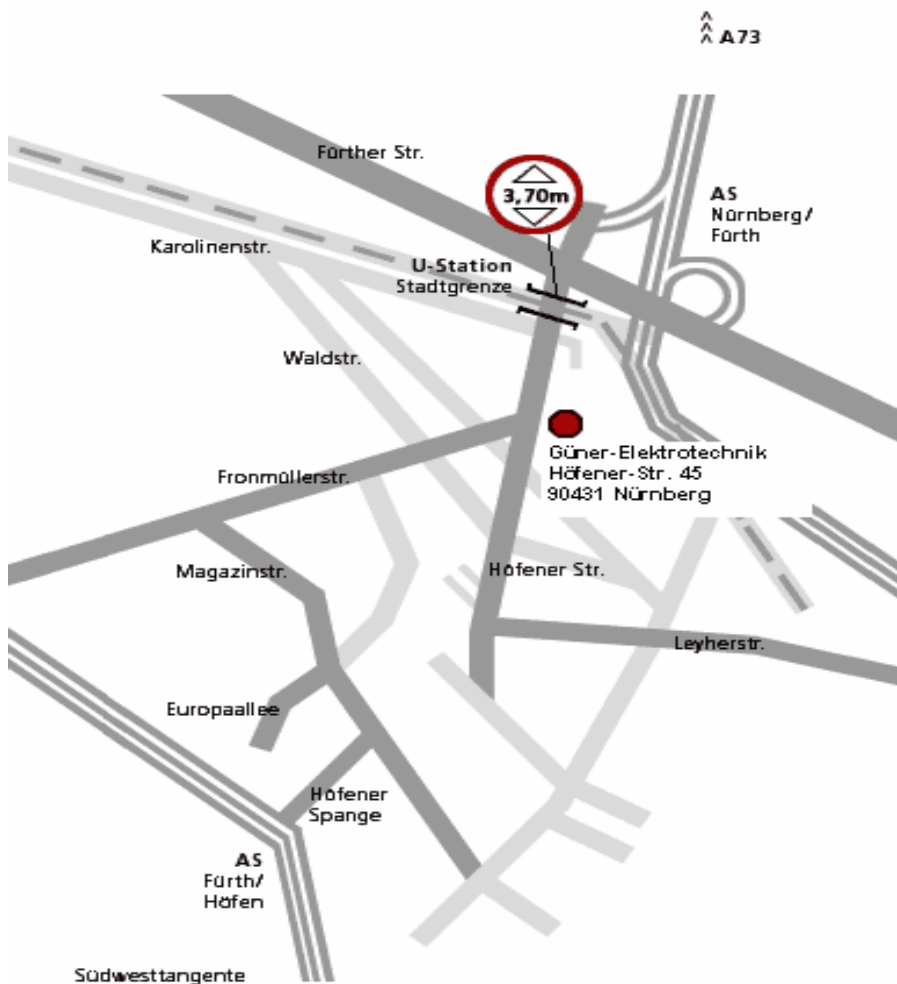 A73
Fürther Str.
3,70m
AS
Nürnberg/
Fürth
Karolinenstr.
U-Station
Stadtgrenze
Waldstr.
Güner-Elektrotechnik
Höfener-Str. 45
90431 Nürnberg
Fronmüllerstr.
Magazinstr.
Höfener Str.
Leyherstr.
Europaallee
Höfener
Spange
AS
Fürth/
Höfen
Südwesttangente